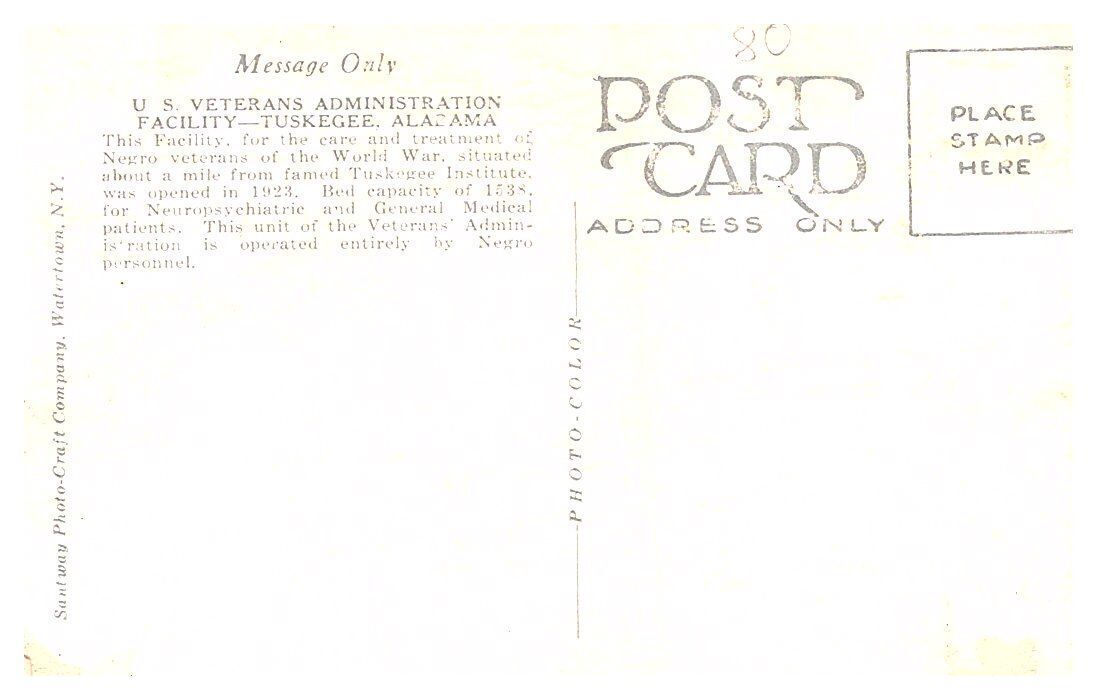 80
Message Only
POST
CARD
PLACE
STAMP
HERE
ADDRESS ONLY
U S. VETERANS ADMINISTRATION
FACILITY—TUSKEGEE, ALABAMA
This Facility, for the care and treatment of
Negro veterans of the World War, situated
about a mile from famed Tuskegee Institute,
was opened in 1923. Bed capacity of 1538,
for Neuropsychiatric and General Medical
patients. This unit of the Veterans' Admin-
istration is operated entirely by Negro
personnel.
Santway Photo-Craft Company, Watertown, N.Y.
PHOTO-COLOR